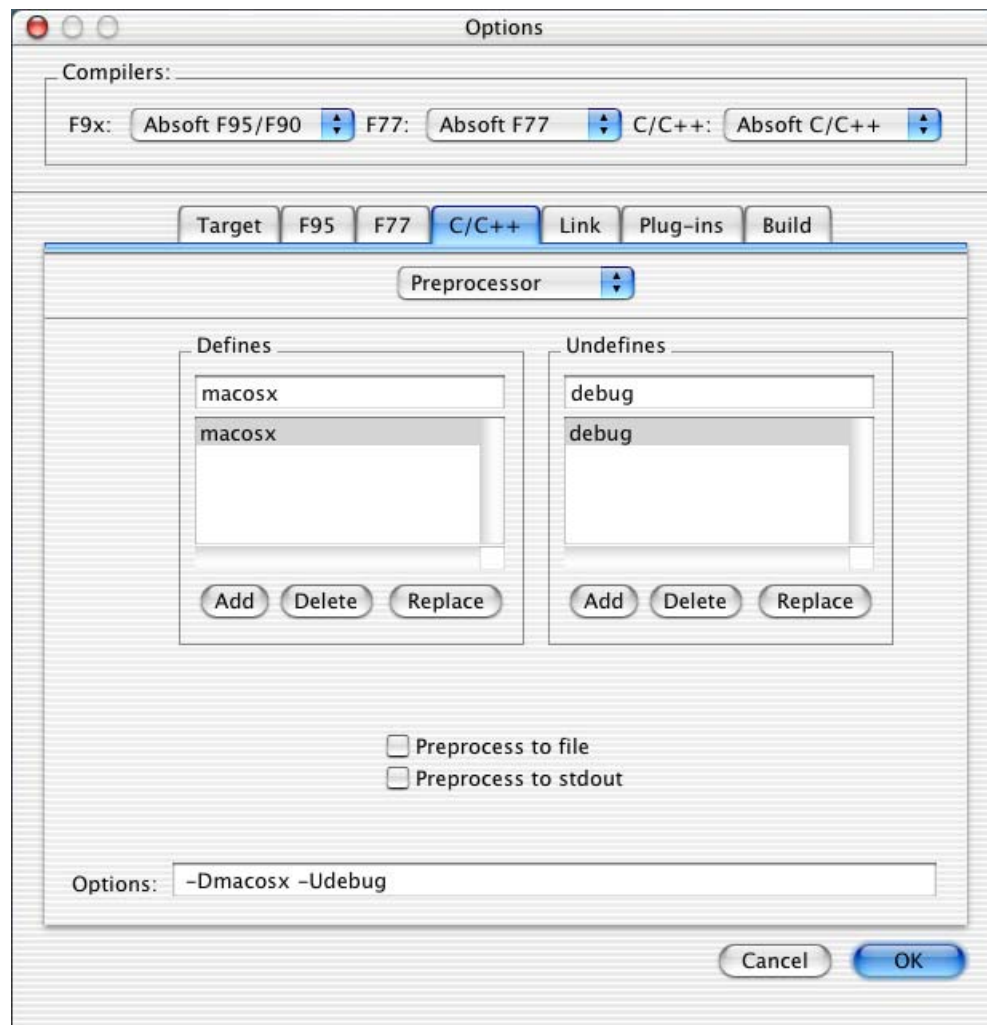 Options
Compilers:
F9x: Absoft F95/F90 F77: Absoft F77 C/C++: Absoft C/C++
Target F95 F77 C/C++ Link Plug-ins Build
Preprocessor
Defines Undefines
macosx debug
macosx debug
Add Delete Replace Add Delete Replace
Preprocess to file
Preprocess to stdout
Options: -Dmacosx -Udebug
Cancel OK